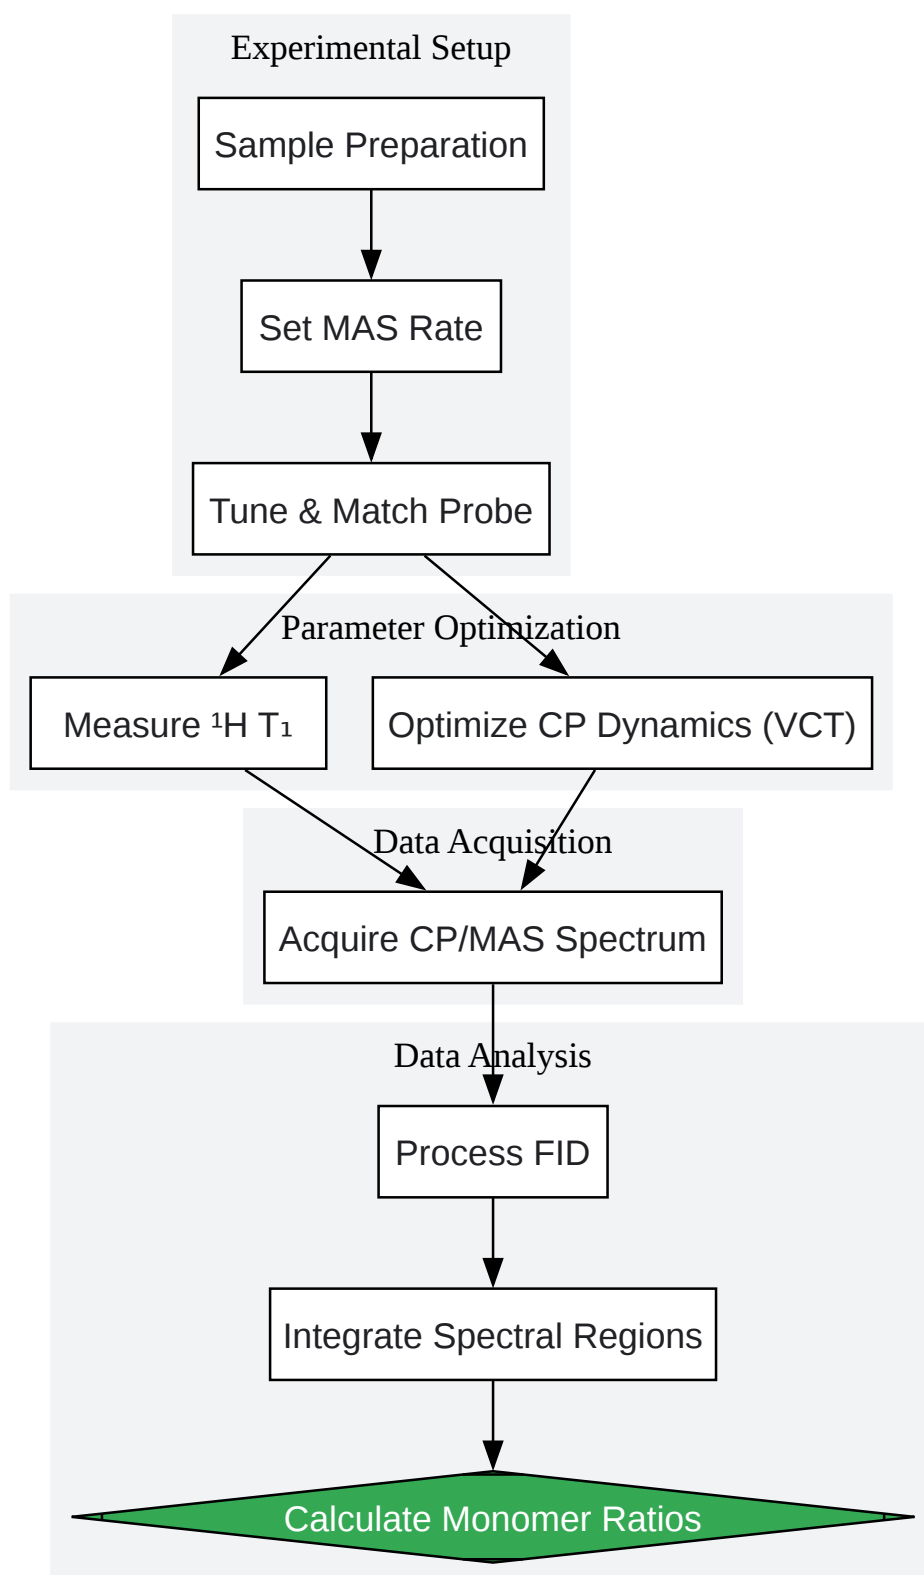 Experimental Setup
Sample Preparation
Set MAS Rate
Tune & Match Probe
Parameter Optimization
Measure ¹H T₁
Optimize CP Dynamics (VCT)
Data Acquisition
Acquire CP/MAS Spectrum
Data Analysis
Process FID
Integrate Spectral Regions
Calculate Monomer Ratios